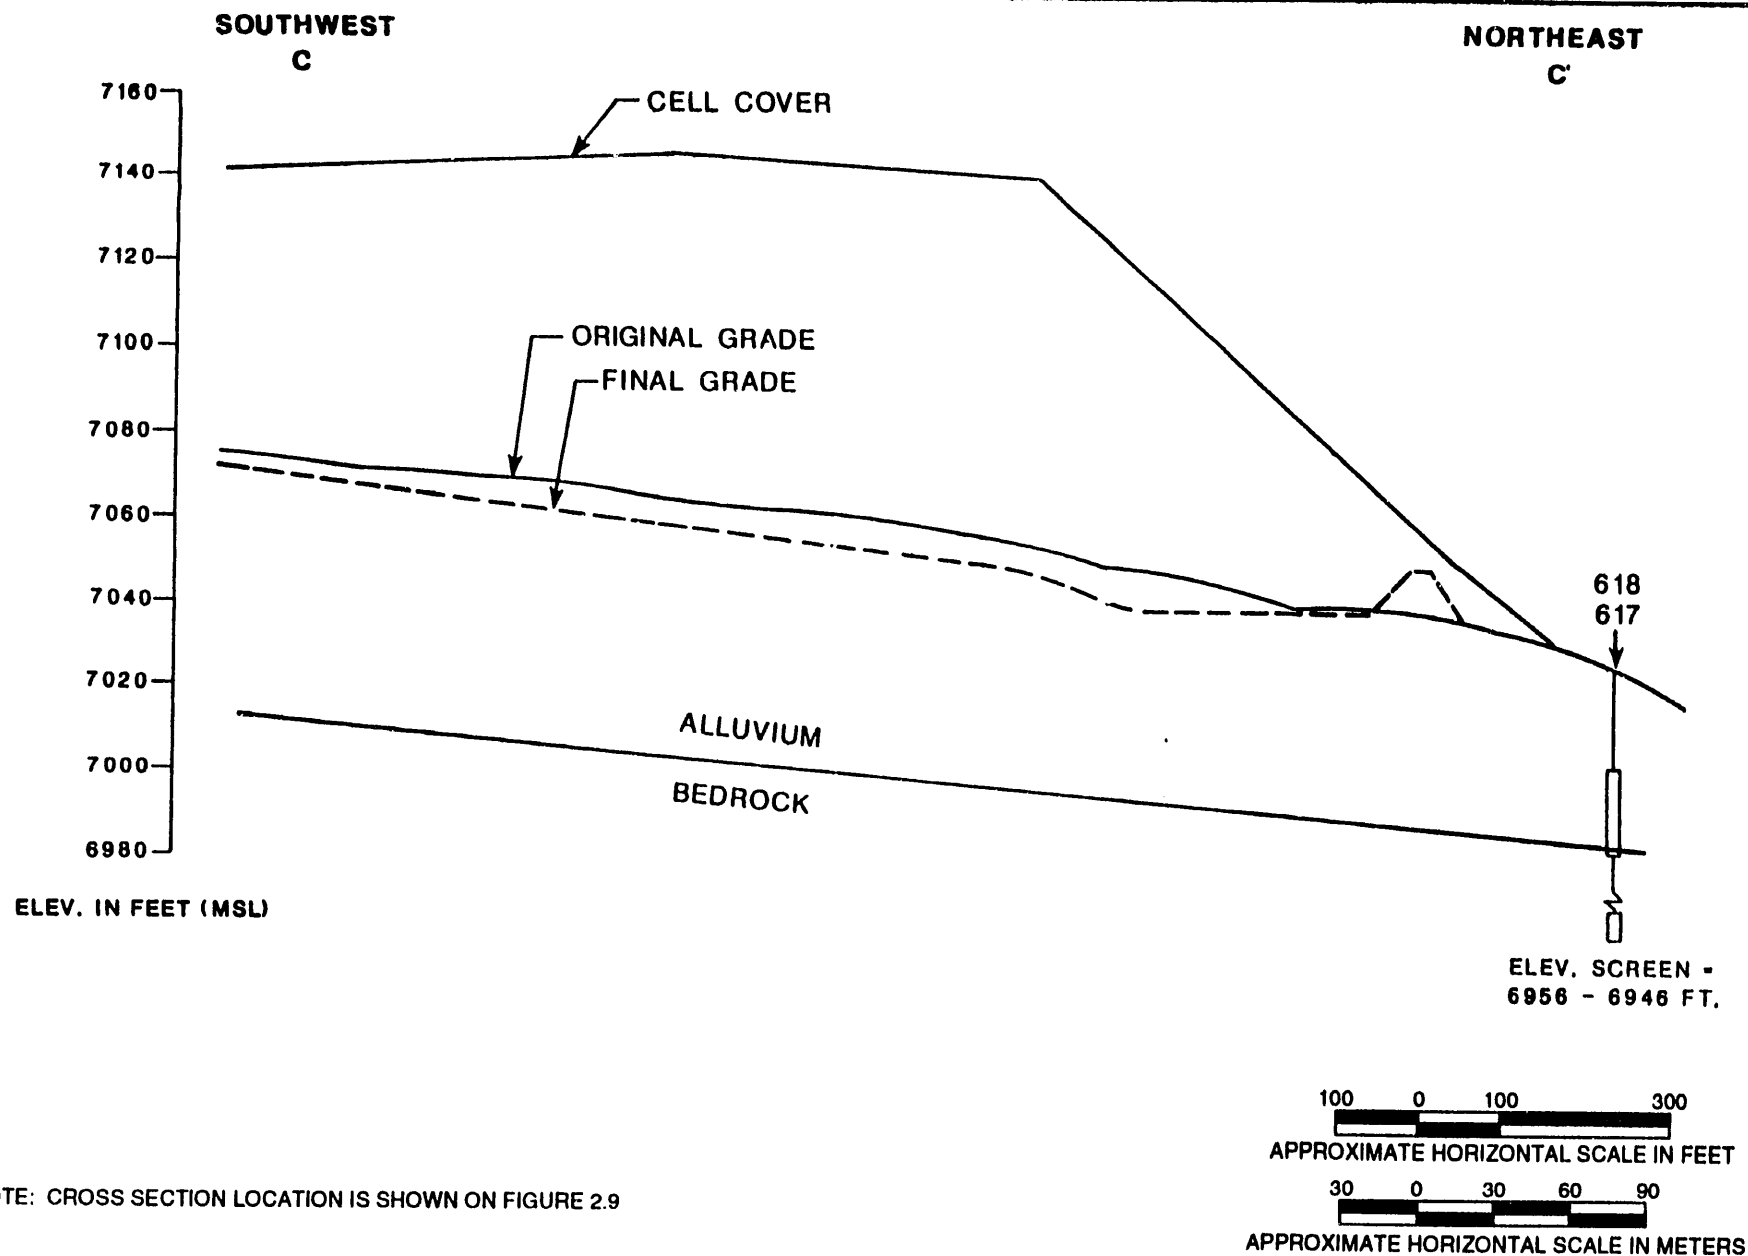 SOUTHWEST
C
NORTHEAST
C'
7160
CELL COVER
7140
7120
7100
ORIGINAL GRADE
FINAL GRADE
7080
7060
7040
618
617
7020
ALLUVIUM
7000
BEDROCK
6980
ELEV. IN FEET (MSL)
ELEV. SCREEN -
6956 - 6946 FT.
100 0 100 300
APPROXIMATE HORIZONTAL SCALE IN FEET
TE: CROSS SECTION LOCATION IS SHOWN ON FIGURE 2.9
30 0 30 60 90
APPROXIMATE HORIZONTAL SCALE IN METERS